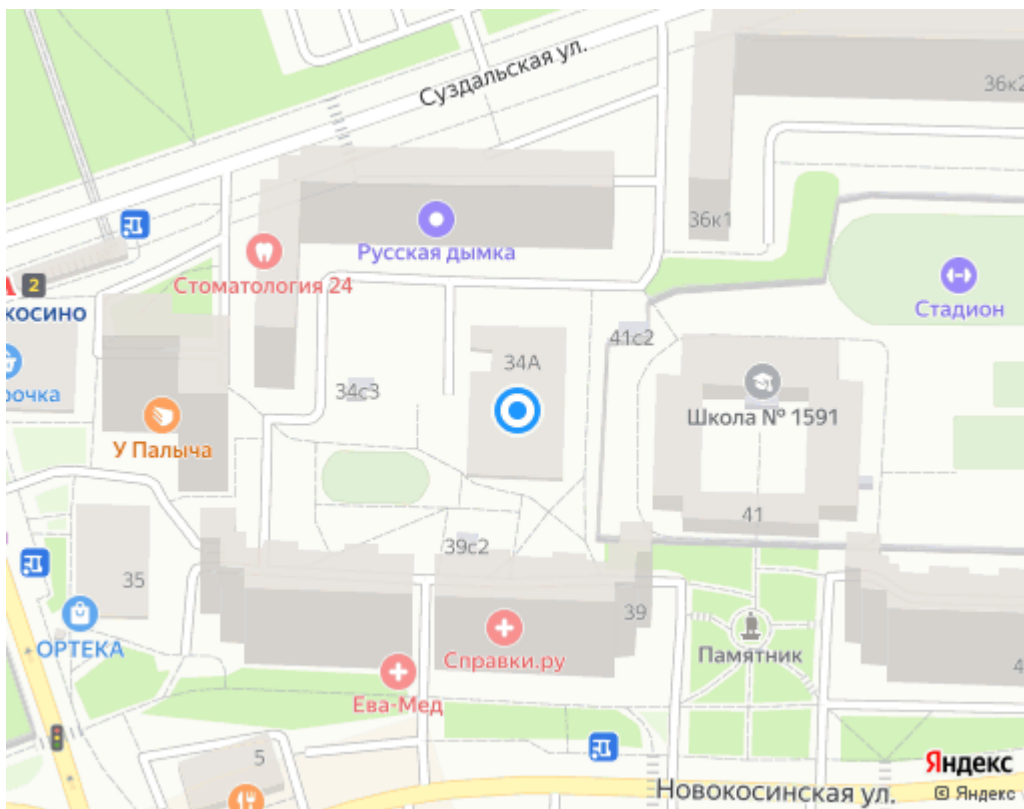 Суздальская ул.
36к2
36к1
Русская дымка
Стоматология 24
2
косино
Стадион
41с2
34А
34с3
рочка
Школа № 1591
У Палыча
41
39с2
35
39
ОРТЕКА
Справки.ру
Памятник
4
Ева-Мед
5
Новокосинская ул.
Яндекс
© Яндекс